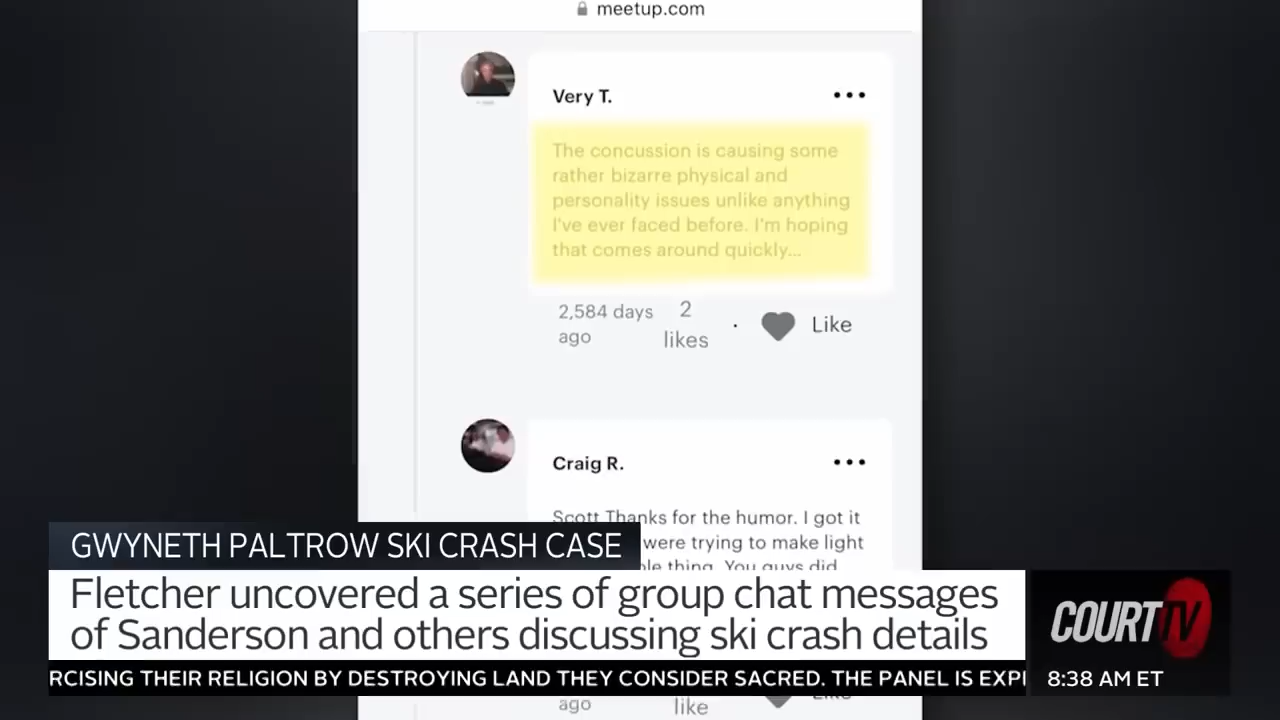 meetup.com
Very T.
The concussion is causing some
rather bizarre physical and
personality issues unlike anything
I've ever faced before. I'm hoping
that comes around quickly...
2,584 days
ago
2
likes
Like
Craig R.
Scott Thanks for the humor. I got it
were trying to make light
thing. You guys did
GWYNETH PALTROW SKI CRASH CASE
Fletcher uncovered a series of group chat messages
of Sanderson and others discussing ski crash details
COURT TV
RCISING THEIR RELIGION BY DESTROYING LAND THEY CONSIDER SACRED. THE PANEL IS EXP
8:38 AM ET
ago
like
Like